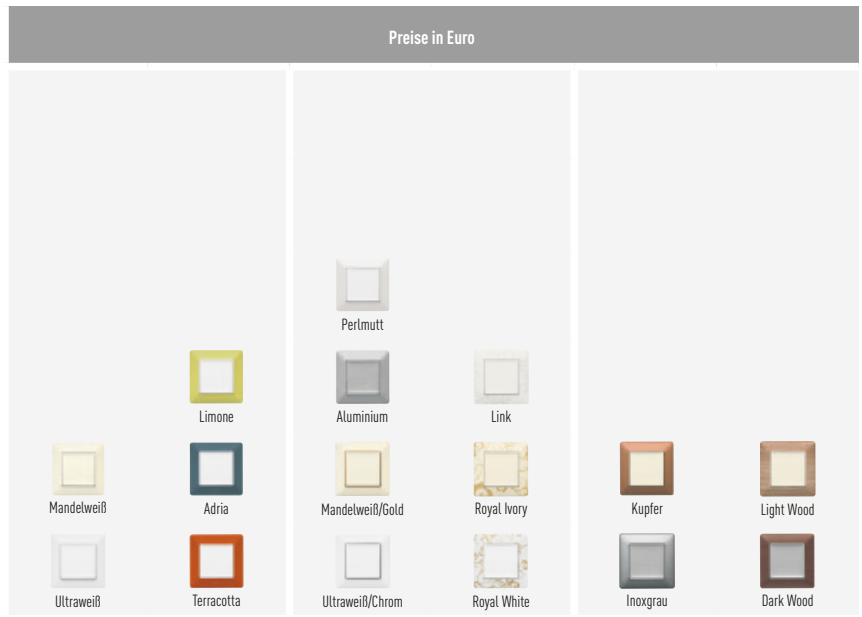 Preise in Euro
Perlmutt
Limone
Aluminium
Link
Mandelweiß
Adria
Mandelweiß/Gold
Royal Ivory
Kupfer
Light Wood
Ultraweiß
Terracotta
Ultraweiß/Chrom
Royal White
Inoxgrau
Dark Wood